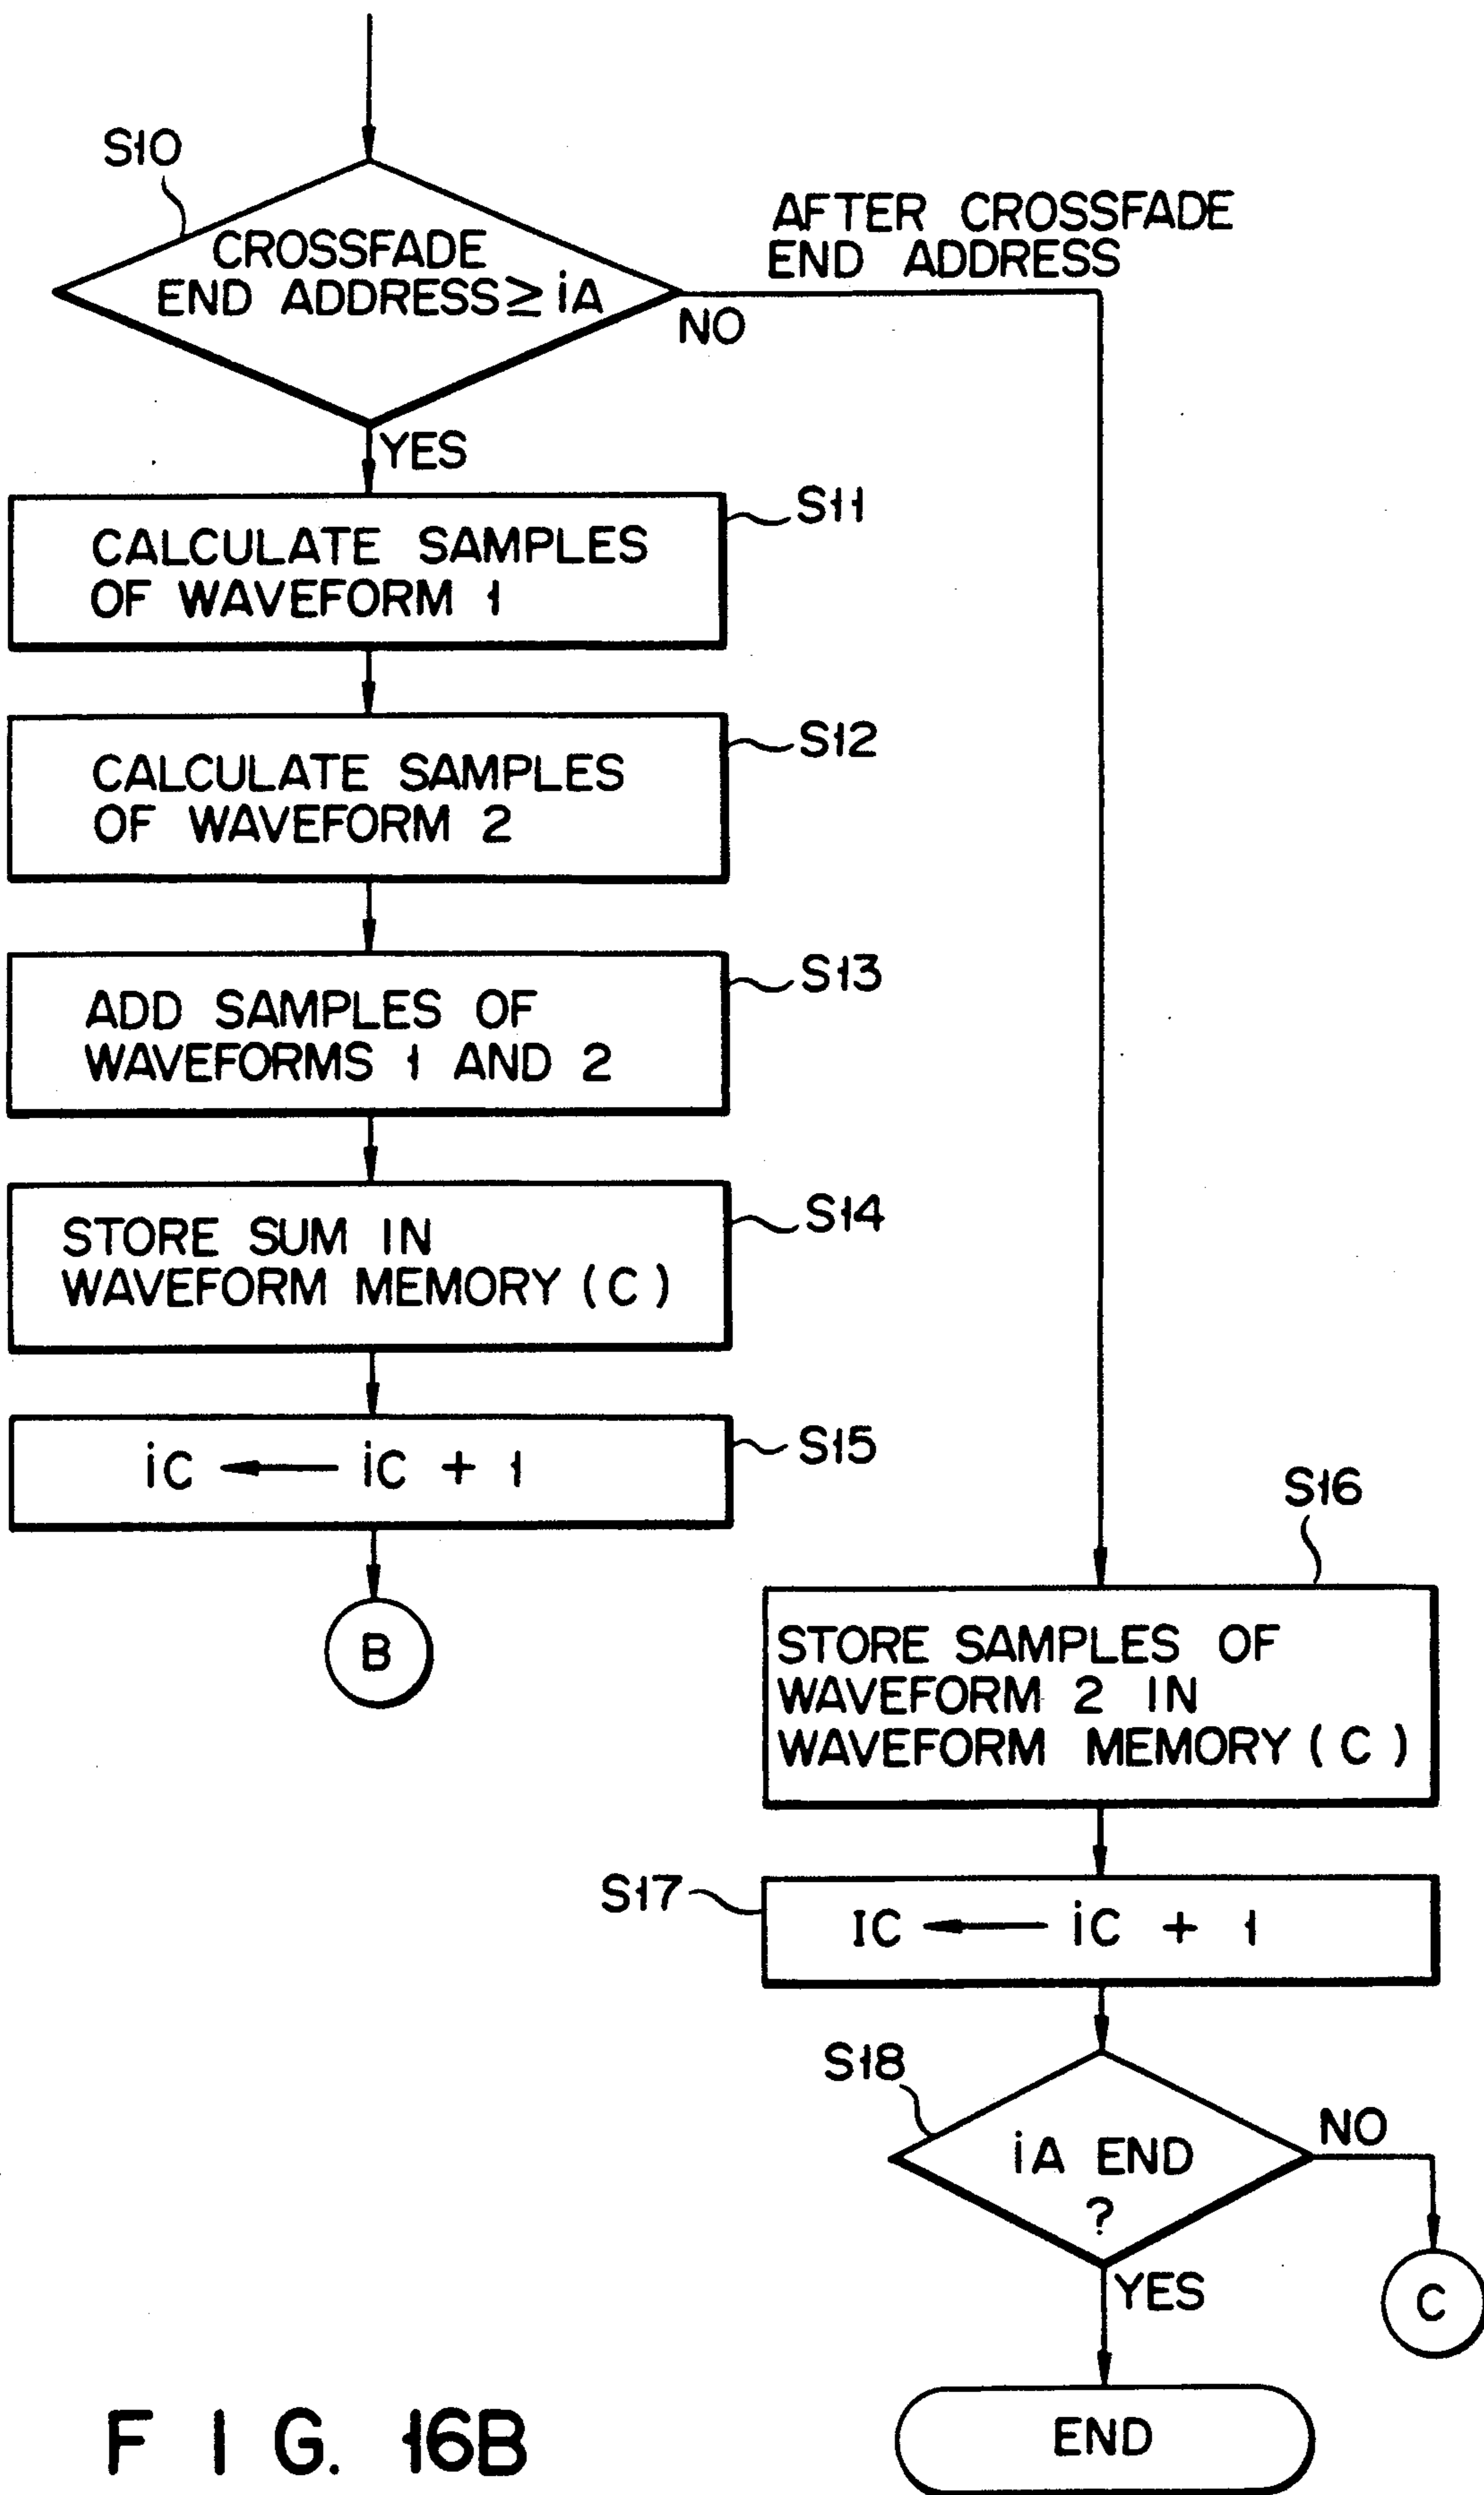 S10
CROSSFADE
END ADDRESS ≥ iA
AFTER CROSSFADE
END ADDRESS
NO
YES
S11
CALCULATE SAMPLES
OF WAVEFORM 1
S12
CALCULATE SAMPLES
OF WAVEFORM 2
S13
ADD SAMPLES OF
WAVEFORMS 1 AND 2
S14
STORE SUM IN
WAVEFORM MEMORY (C)
S15
iC ← iC + 1
B
S16
STORE SAMPLES OF
WAVEFORM 2 IN
WAVEFORM MEMORY (C)
S17
IC ← iC + 1
S18
iA END
?
NO
C
YES
END
FIG. 16B